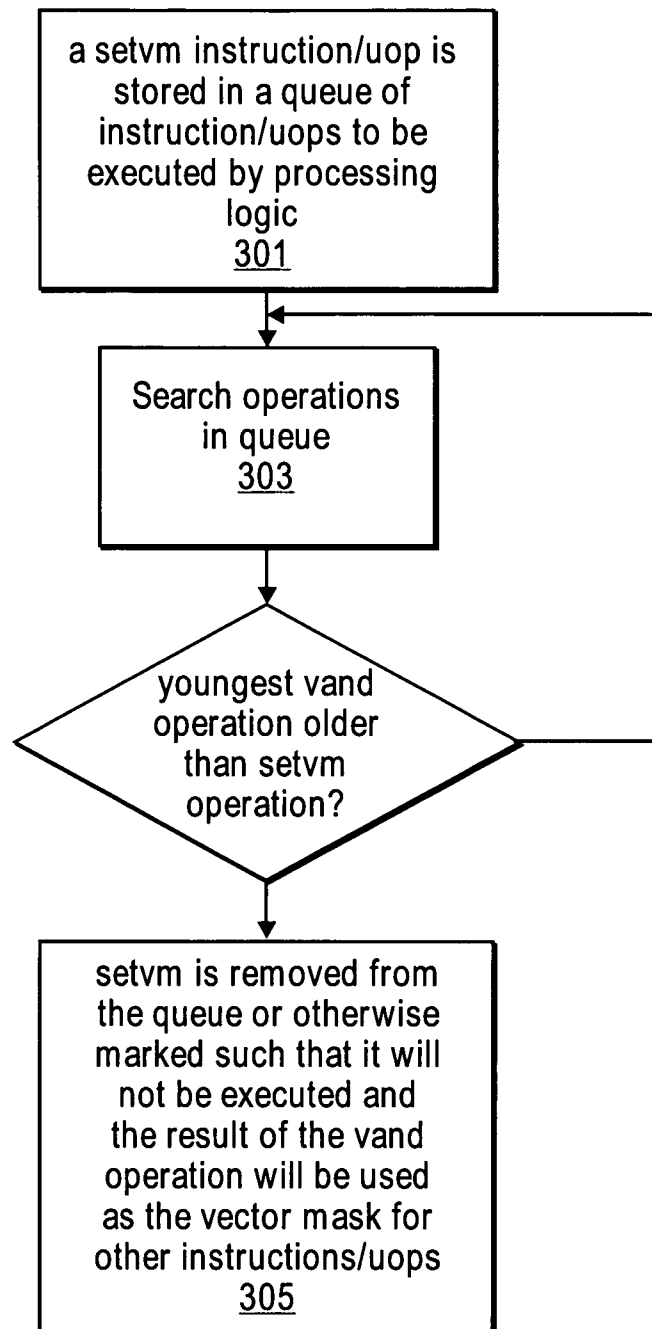 a setvm instruction/uop is
stored in a queue of
instruction/uops to be
executed by processing
logic
301
Search operations
in queue
303
youngest vand
operation older
than setvm
operation?
setvm is removed from
the queue or otherwise
marked such that it will
not be executed and
the result of the vand
operation will be used
as the vector mask for
other instructions/uops
305